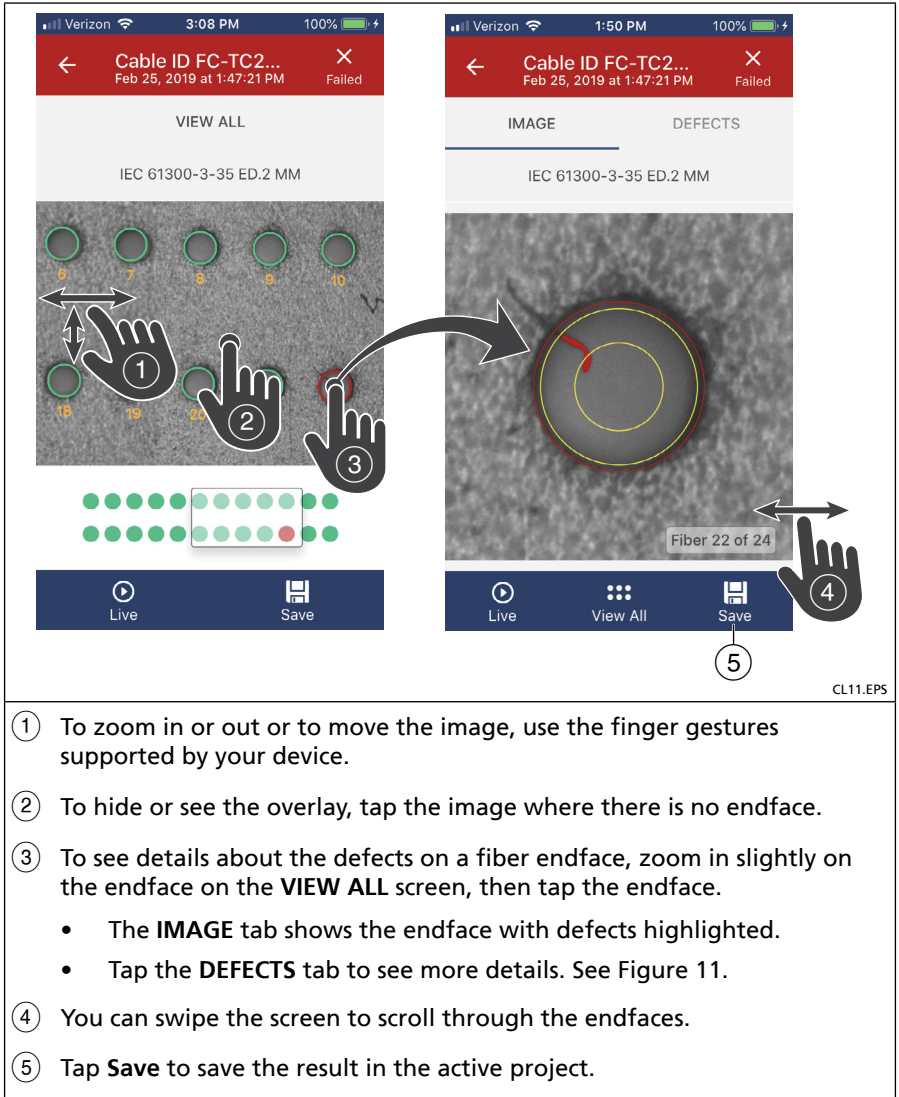 Verizon 3:08 PM 100%
Cable ID FC-TC2...
Feb 25, 2019 at 1:47:21 PM
Failed
VIEW ALL
IEC 61300-3-35 ED.2 MM
6 7 8 9 10
18 19 20
1
2
3
Live Save
Verizon 1:50 PM 100%
Cable ID FC-TC2...
Feb 25, 2019 at 1:47:21 PM
Failed
IMAGE DEFECTS
IEC 61300-3-35 ED.2 MM
Fiber 22 of 24
4
Live View All Save
5
CL11.EPS
1 To zoom in or out or to move the image, use the finger gestures
supported by your device.
2 To hide or see the overlay, tap the image where there is no endface.
3 To see details about the defects on a fiber endface, zoom in slightly on
the endface on the VIEW ALL screen, then tap the endface.
• The IMAGE tab shows the endface with defects highlighted.
• Tap the DEFECTS tab to see more details. See Figure 11.
4 You can swipe the screen to scroll through the endfaces.
5 Tap Save to save the result in the active project.